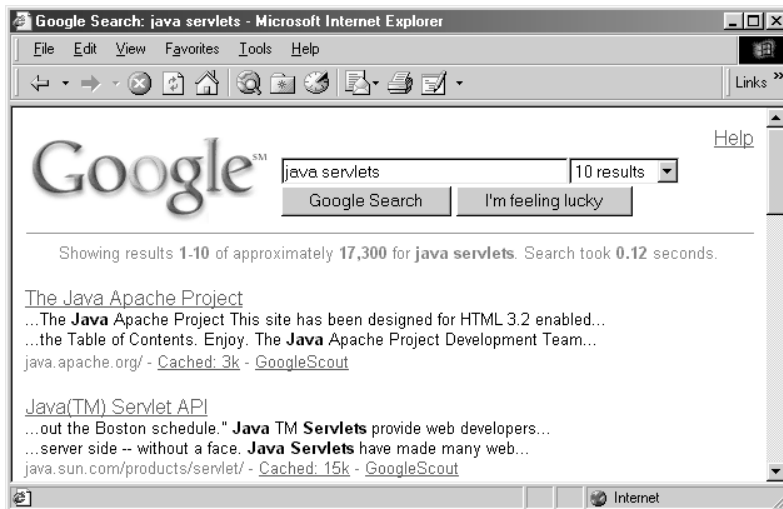 Google Search: java servlets - Microsoft Internet Explorer
File Edit View Favorites Tools Help
Links »
Help
Google SM
java servlets 10 results
Google Search I'm feeling lucky
Showing results 1-10 of approximately 17,300 for java servlets. Search took 0.12 seconds.
The Java Apache Project
...The Java Apache Project This site has been designed for HTML 3.2 enabled...
...the Table of Contents. Enjoy. The Java Apache Project Development Team...
java.apache.org/ - Cached: 3k - GoogleScout
Java(TM) Servlet API
...out the Boston schedule." Java TM Servlets provide web developers...
...server side -- without a face. Java Servlets have made many web...
java.sun.com/products/servlet/ - Cached: 15k - GoogleScout
Internet